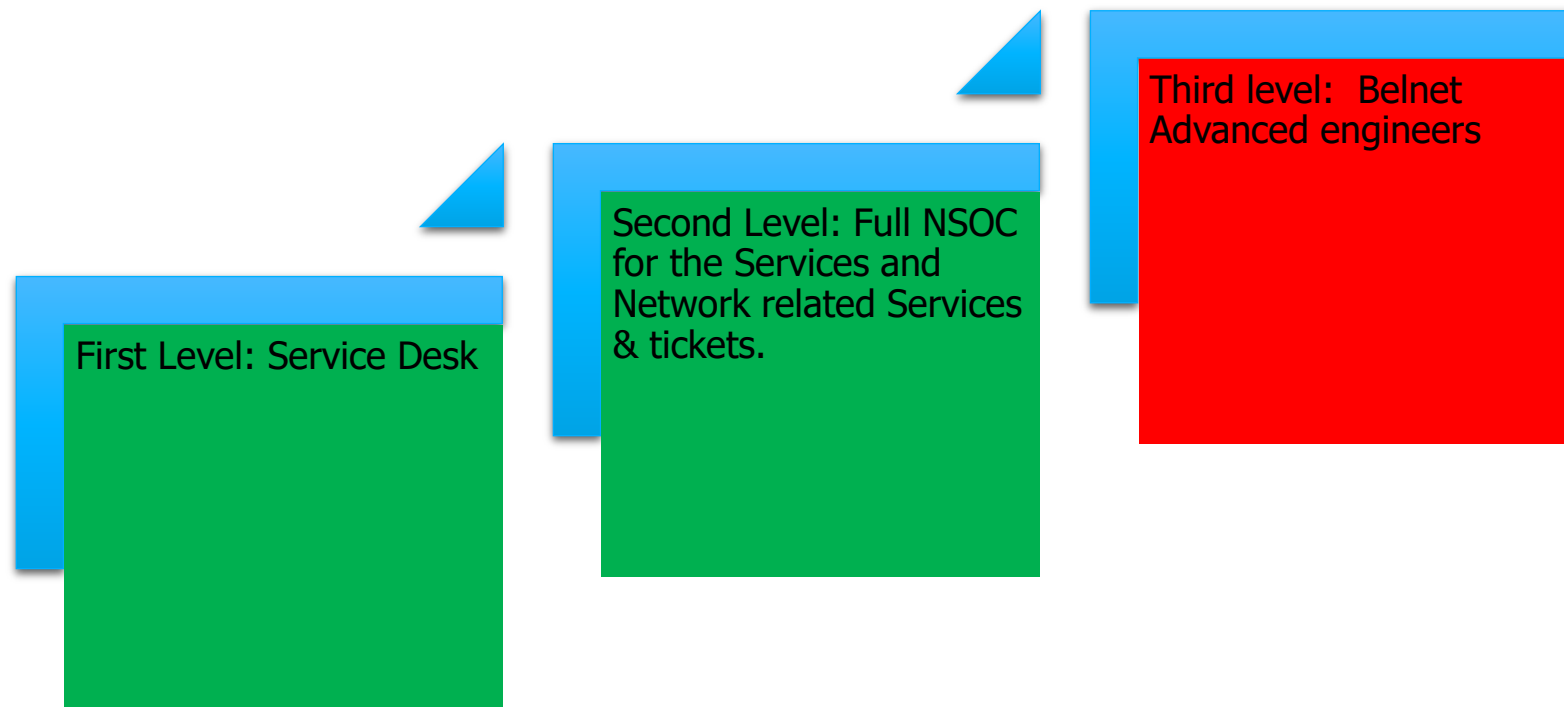 First Level: Service Desk
Second Level: Full NSOC
for the Services and
Network related Services
& tickets.
Third level:  Belnet
Advanced engineers